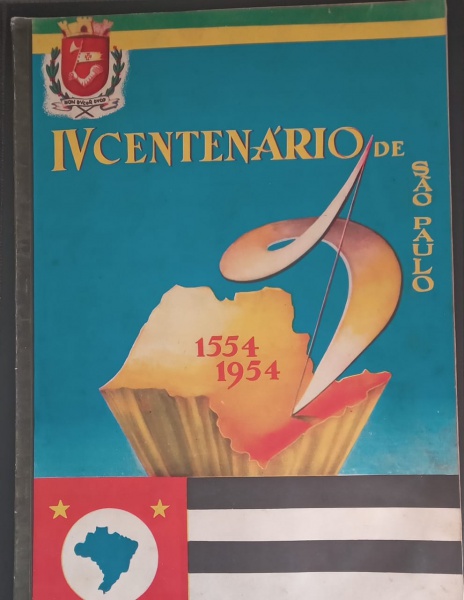 IV CENTENÁRIO DE
SÃO PAULO
1554
1954